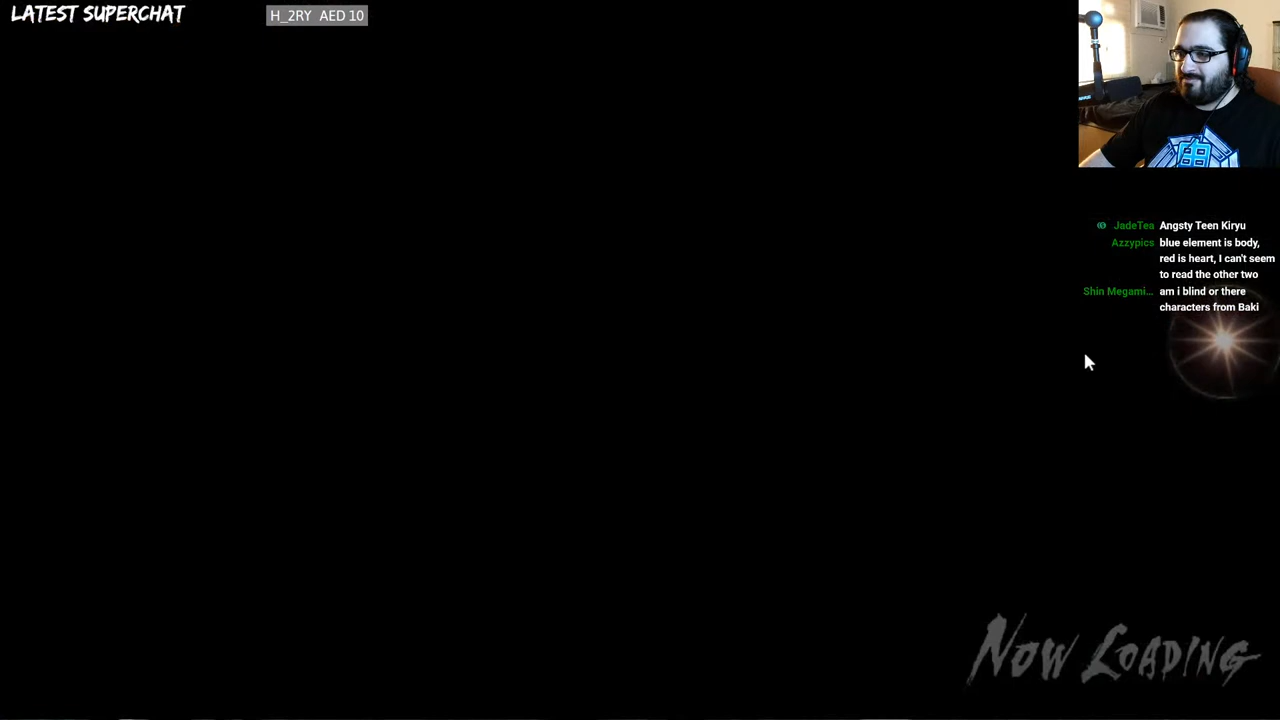 LATEST SUPERCHAT
H_2RY AED 10
JadeTea Angsty Teen Kiryu
Azzypics blue element is body,
red is heart, I can't seem
to read the other two
Shin Megami... am i blind or there
characters from Baki
NOW LOADING